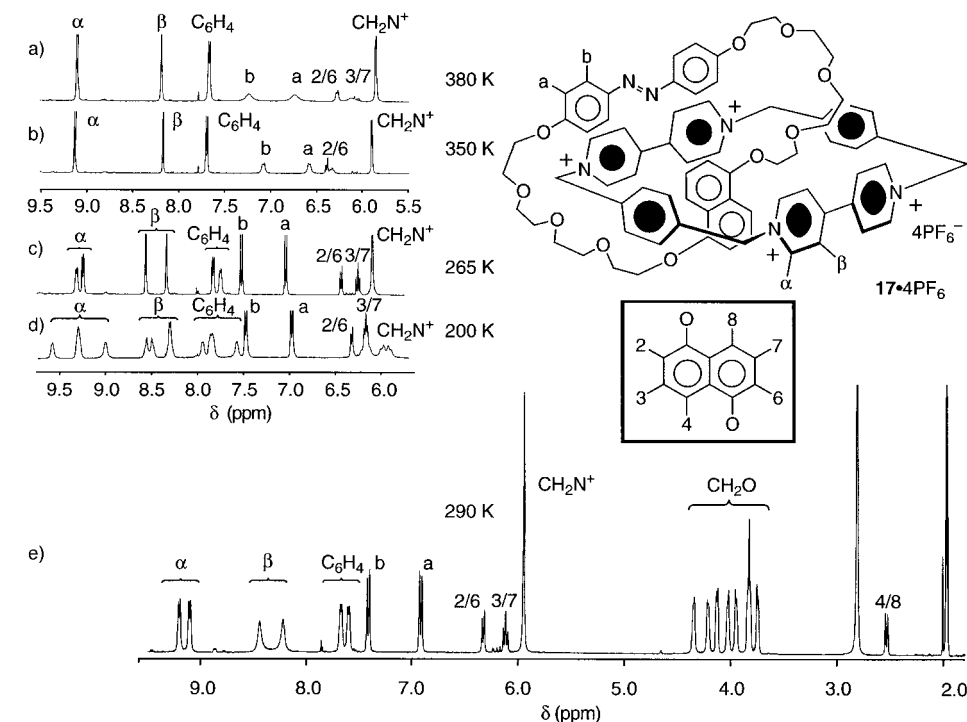 α β C6H4 CH2N+
a) b a 2/6 3/7 380 K
b) α β C6H4 b a 2/6 CH2N+ 350 K
9.5 9.0 8.5 8.0 7.5 7.0 6.5 6.0 5.5
c) α β C6H4 b a 2/6 3/7 CH2N+ 265 K
d) α β C6H4 b a 2/6 3/7 CH2N+ 200 K
9.5 9.0 8.5 8.0 7.5 7.0 6.5 6.0
δ (ppm)
a b N N O O O O
O N + + O O O
O O O O N + N +
4PF6−
α β
17•4PF6
O 8
2 7
3 6
4 O
290 K
e) α β C6H4 b a 2/6 3/7 CH2N+ CH2O 4/8
9.0 8.0 7.0 6.0 5.0 4.0 3.0 2.0
δ (ppm)